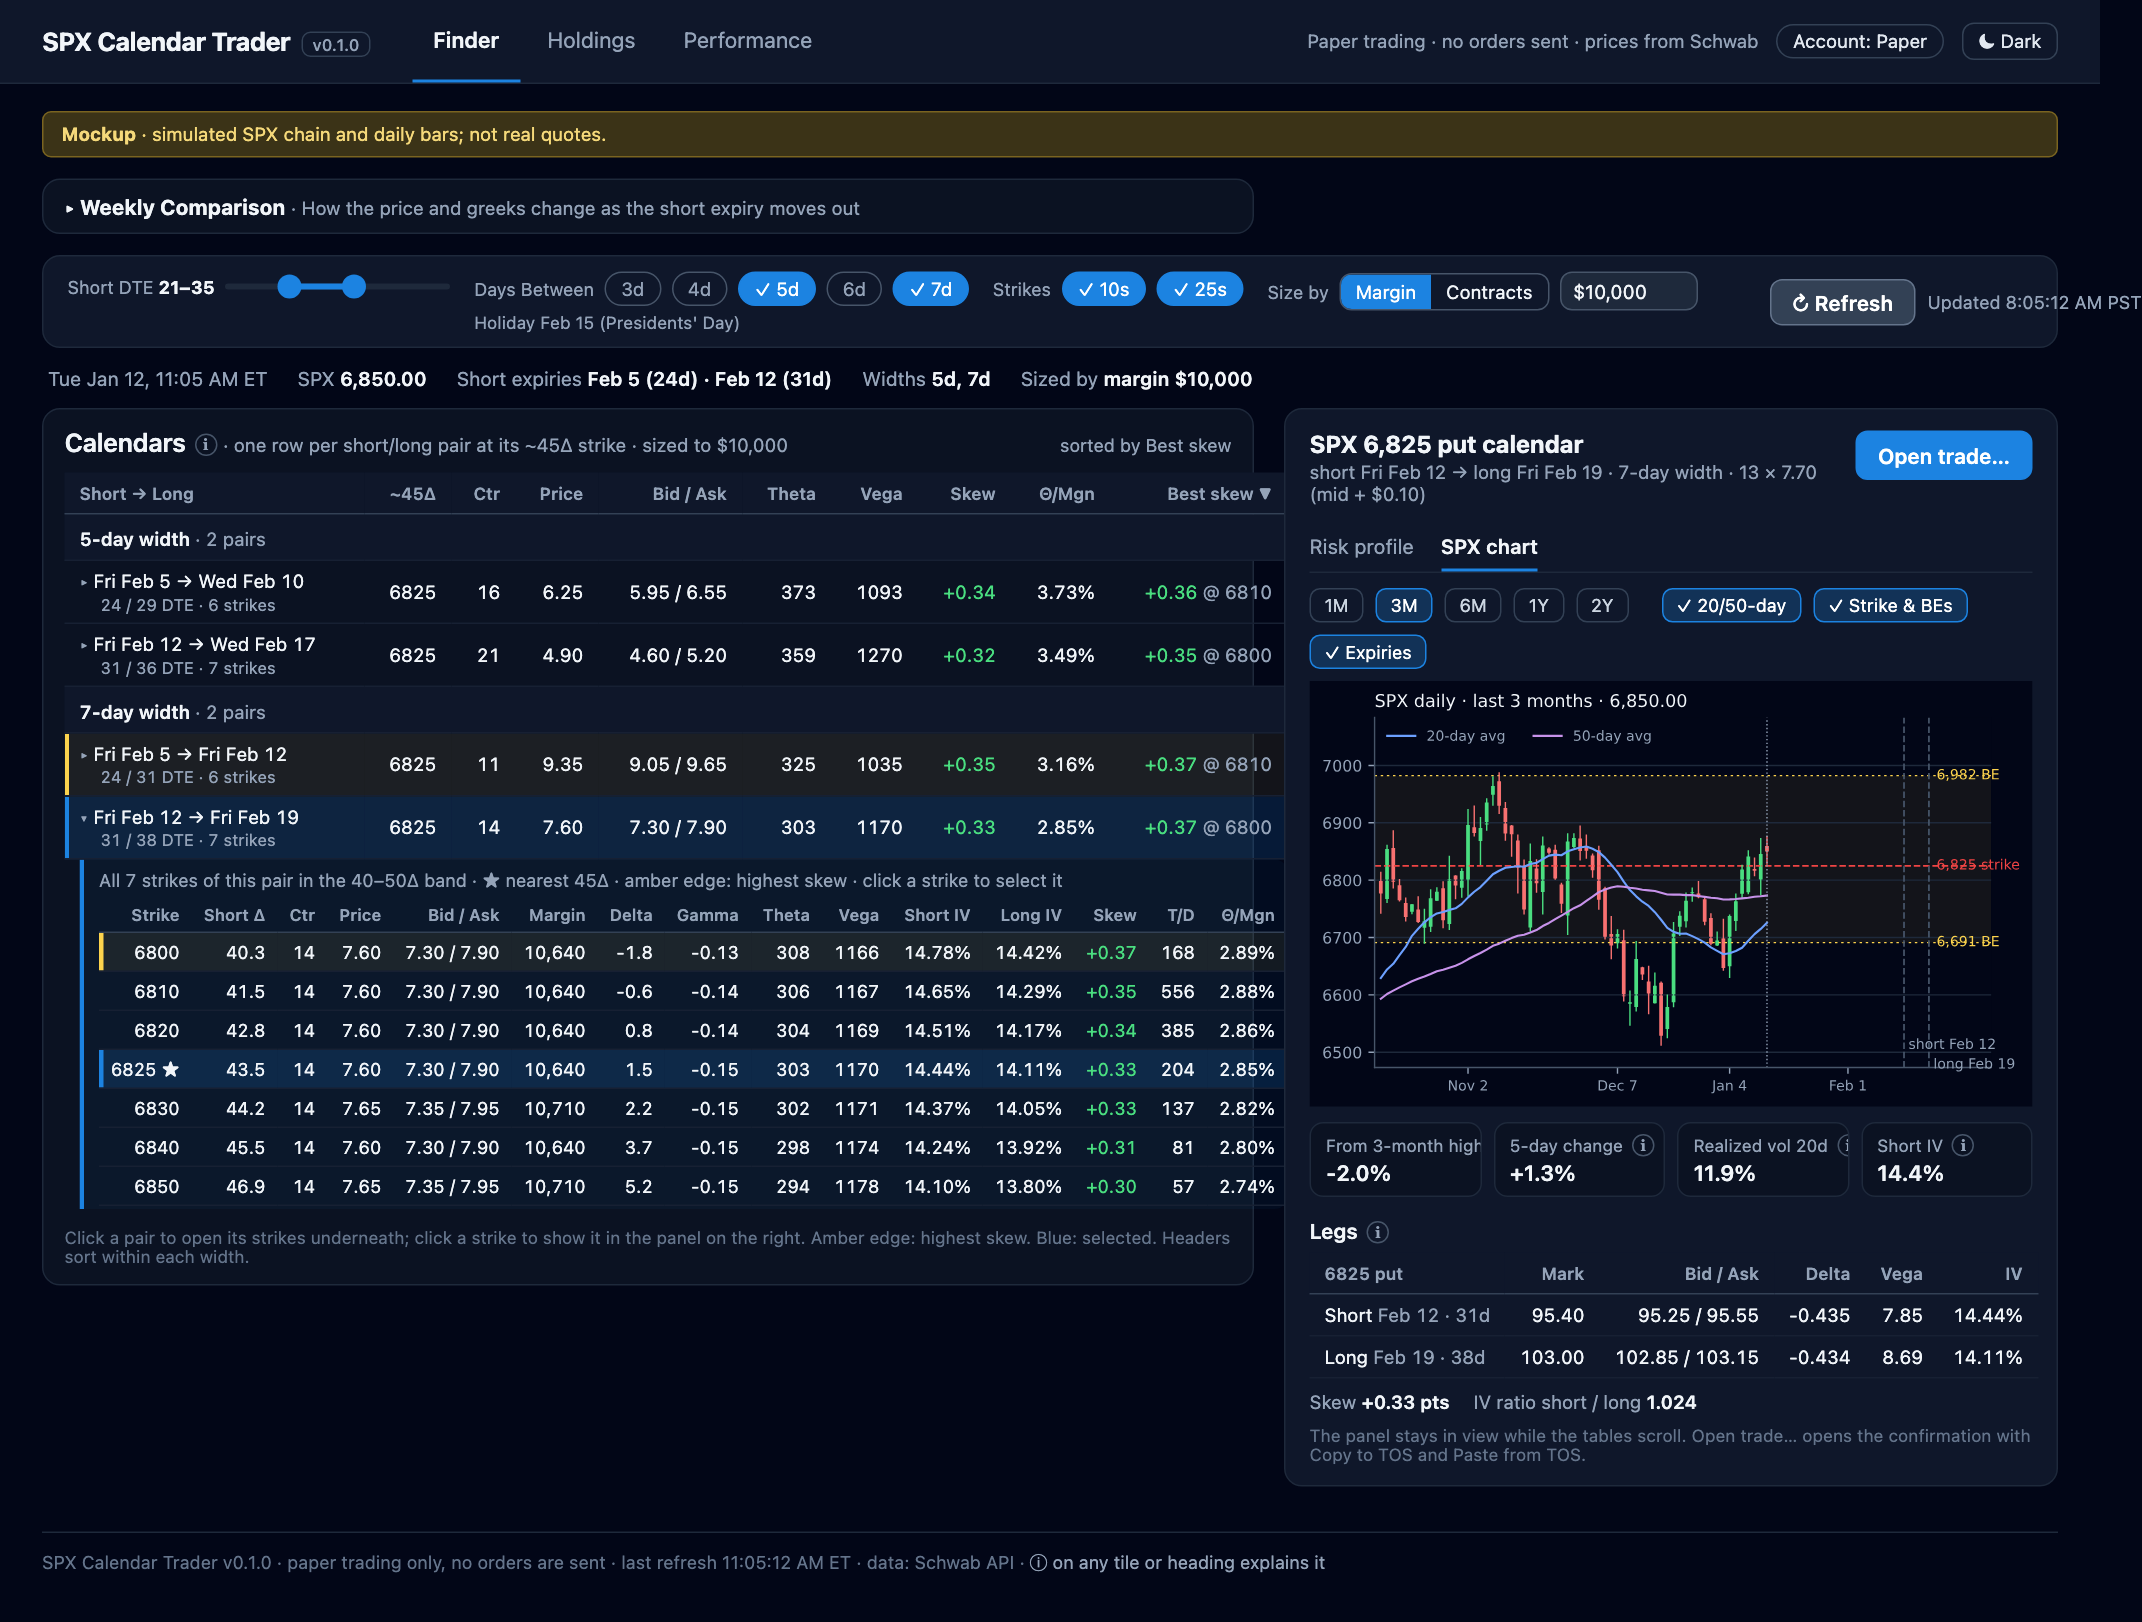 SPX Calendar Trader v0.1.0 Finder Holdings Performance Paper trading · no orders sent · prices from Schwab Account: Paper Dark
Mockup · simulated SPX chain and daily bars; not real quotes.
▸ Weekly Comparison · How the price and greeks change as the short expiry moves out
Short DTE 21–35 Days Between 3d 4d ✓ 5d 6d ✓ 7d Strikes ✓ 10s ✓ 25s Size by Margin Contracts $10,000 ↻ Refresh Updated 8:05:12 AM PST
Holiday Feb 15 (Presidents' Day)
Tue Jan 12, 11:05 AM ET SPX 6,850.00 Short expiries Feb 5 (24d) · Feb 12 (31d) Widths 5d, 7d Sized by margin $10,000
Calendars ⓘ · one row per short/long pair at its ~45Δ strike · sized to $10,000 sorted by Best skew
Short → Long ~45Δ Ctr Price Bid / Ask Theta Vega Skew Θ/Mgn Best skew ▼
5-day width · 2 pairs
▸ Fri Feb 5 → Wed Feb 10 6825 16 6.25 5.95 / 6.55 373 1093 +0.34 3.73% +0.36 @ 6810
24 / 29 DTE · 6 strikes
▸ Fri Feb 12 → Wed Feb 17 6825 21 4.90 4.60 / 5.20 359 1270 +0.32 3.49% +0.35 @ 6800
31 / 36 DTE · 7 strikes
7-day width · 2 pairs
▸ Fri Feb 5 → Fri Feb 12 6825 11 9.35 9.05 / 9.65 325 1035 +0.35 3.16% +0.37 @ 6810
24 / 31 DTE · 6 strikes
▾ Fri Feb 12 → Fri Feb 19 6825 14 7.60 7.30 / 7.90 303 1170 +0.33 2.85% +0.37 @ 6800
31 / 38 DTE · 7 strikes
All 7 strikes of this pair in the 40–50Δ band · ★ nearest 45Δ · amber edge: highest skew · click a strike to select it
Strike Short Δ Ctr Price Bid / Ask Margin Delta Gamma Theta Vega Short IV Long IV Skew T/D Θ/Mgn
6800 40.3 14 7.60 7.30 / 7.90 10,640 -1.8 -0.13 308 1166 14.78% 14.42% +0.37 168 2.89%
6810 41.5 14 7.60 7.30 / 7.90 10,640 -0.6 -0.14 306 1167 14.65% 14.29% +0.35 556 2.88%
6820 42.8 14 7.60 7.30 / 7.90 10,640 0.8 -0.14 304 1169 14.51% 14.17% +0.34 385 2.86%
6825 ★ 43.5 14 7.60 7.30 / 7.90 10,640 1.5 -0.15 303 1170 14.44% 14.11% +0.33 204 2.85%
6830 44.2 14 7.65 7.35 / 7.95 10,710 2.2 -0.15 302 1171 14.37% 14.05% +0.33 137 2.82%
6840 45.5 14 7.60 7.30 / 7.90 10,640 3.7 -0.15 298 1174 14.24% 13.92% +0.31 81 2.80%
6850 46.9 14 7.65 7.35 / 7.95 10,710 5.2 -0.15 294 1178 14.10% 13.80% +0.30 57 2.74%
Click a pair to open its strikes underneath; click a strike to show it in the panel on the right. Amber edge: highest skew. Blue: selected. Headers
sort within each width.
SPX 6,825 put calendar Open trade...
short Fri Feb 12 → long Fri Feb 19 · 7-day width · 13 × 7.70
(mid + $0.10)
Risk profile SPX chart
1M 3M 6M 1Y 2Y ✓ 20/50-day ✓ Strike & BEs
✓ Expiries
SPX daily · last 3 months · 6,850.00
20-day avg 50-day avg
7000
6,982 BE
6900
6,825 strike
6800
6700
6,691 BE
6600
6500
short Feb 12
long Feb 19
Nov 2 Dec 7 Jan 4 Feb 1
From 3-month high 5-day change ⓘ Realized vol 20d ⓘ Short IV ⓘ
-2.0% +1.3% 11.9% 14.4%
Legs ⓘ
6825 put Mark Bid / Ask Delta Vega IV
Short Feb 12 · 31d 95.40 95.25 / 95.55 -0.435 7.85 14.44%
Long Feb 19 · 38d 103.00 102.85 / 103.15 -0.434 8.69 14.11%
Skew +0.33 pts IV ratio short / long 1.024
The panel stays in view while the tables scroll. Open trade... opens the confirmation with
Copy to TOS and Paste from TOS.
SPX Calendar Trader v0.1.0 · paper trading only, no orders are sent · last refresh 11:05:12 AM ET · data: Schwab API · ⓘ on any tile or heading explains it